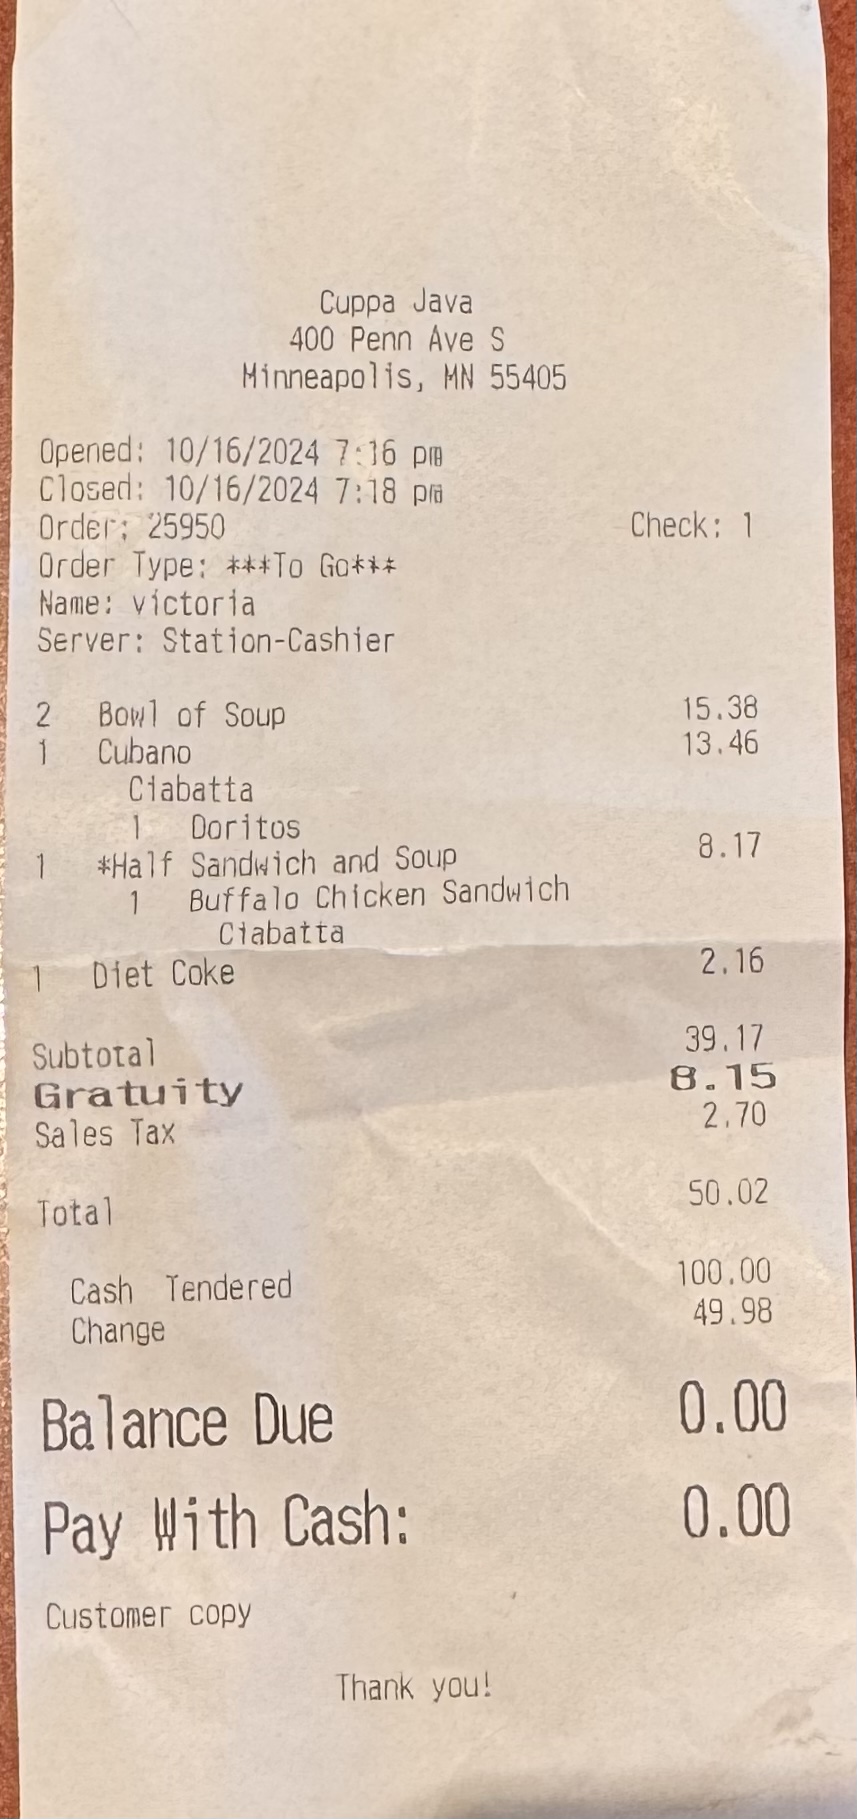 Cuppa Java
400 Penn Ave S
Minneapolis, MN 55405
Opened: 10/16/2024 7:16 pm
Closed: 10/16/2024 7:18 pm
Order: 25950 Check: 1
Order Type: ***To Go***
Name: victoria
Server: Station-Cashier
2 Bowl of Soup 15.38
1 Cubano 13.46
Ciabatta
1 Doritos
1 *Half Sandwich and Soup 8.17
1 Buffalo Chicken Sandwich
Ciabatta
1 Diet Coke 2.16
Subtotal 39.17
Gratuity 8.15
Sales Tax 2.70
Total 50.02
Cash Tendered 100.00
Change 49.98
Balance Due 0.00
Pay With Cash: 0.00
Customer copy
Thank you!